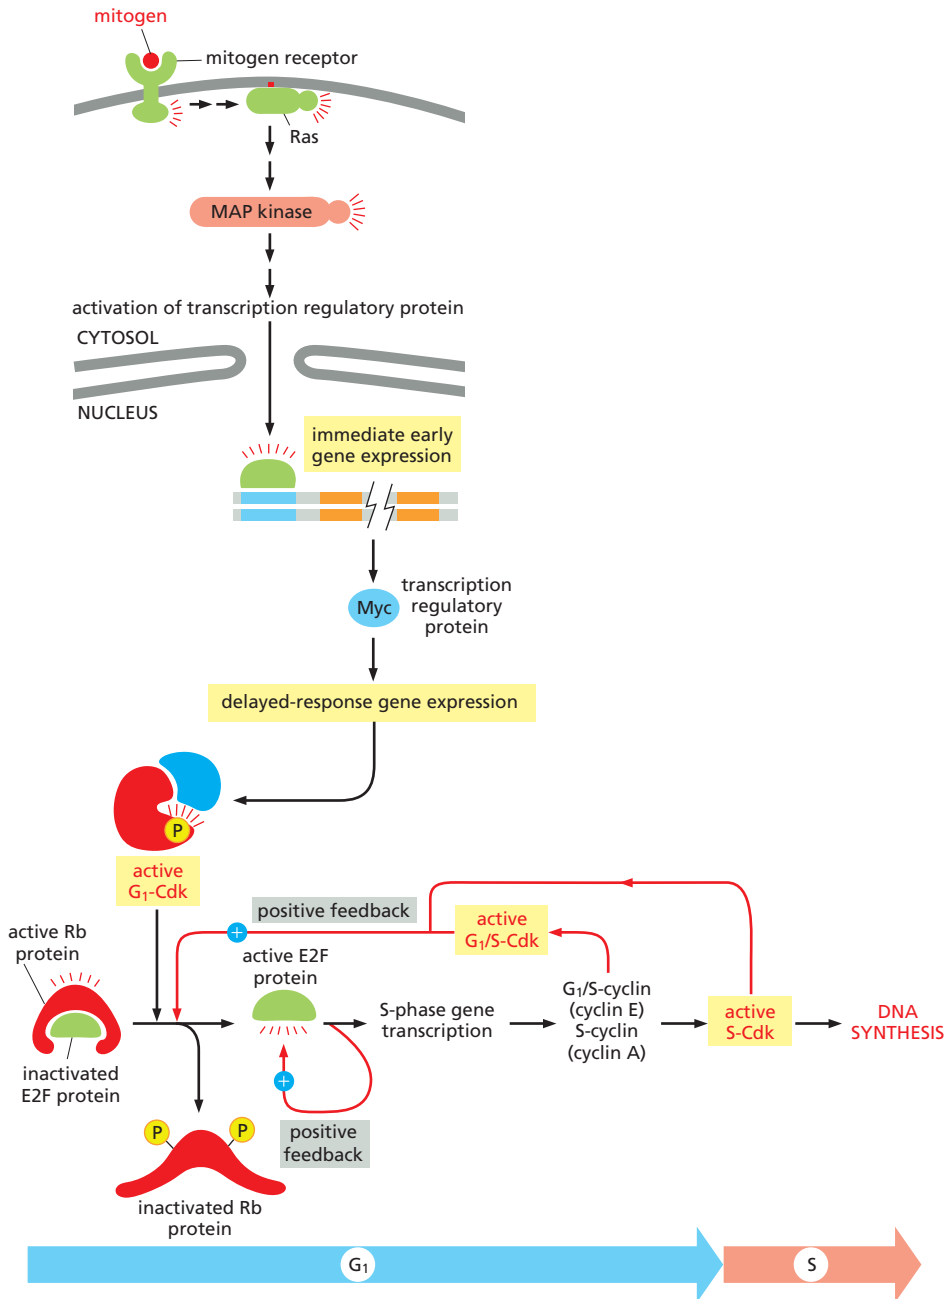 mitogen
mitogen receptor
Ras
MAP kinase
activation of transcription regulatory protein
CYTOSOL
NUCLEUS
immediate early
gene expression
Myc
transcription
regulatory
protein
delayed-response gene expression
P
active
G₁-Cdk
positive feedback
+
active
G₁/S-Cdk
active Rb
protein
active E2F
protein
inactivated
E2F protein
S-phase gene
transcription
G₁/S-cyclin
(cyclin E)
S-cyclin
(cyclin A)
active
S-Cdk
DNA
SYNTHESIS
+
positive
feedback
P
P
inactivated Rb
protein
G₁
S